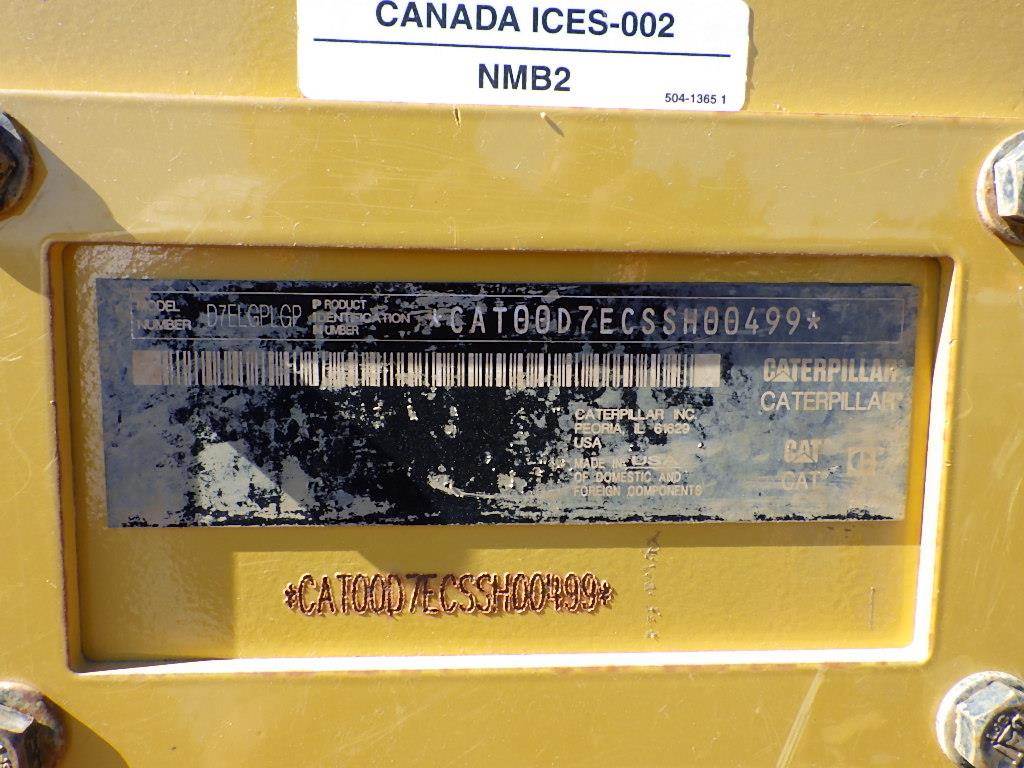 CANADA ICES-002
NMB2
504-1365 1
MODEL NUMBER D7ELGPLGP PRODUCT IDENTIFICATION NUMBER *CAT00D7ECSSH00499*
CATERPILLAR
CATERPILLAR
CATERPILLAR INC.
PEORIA, IL 61629
USA
MADE IN USA
OF DOMESTIC AND
FOREIGN COMPONENTS
CAT
CAT
*CAT00D7ECSSH00499*